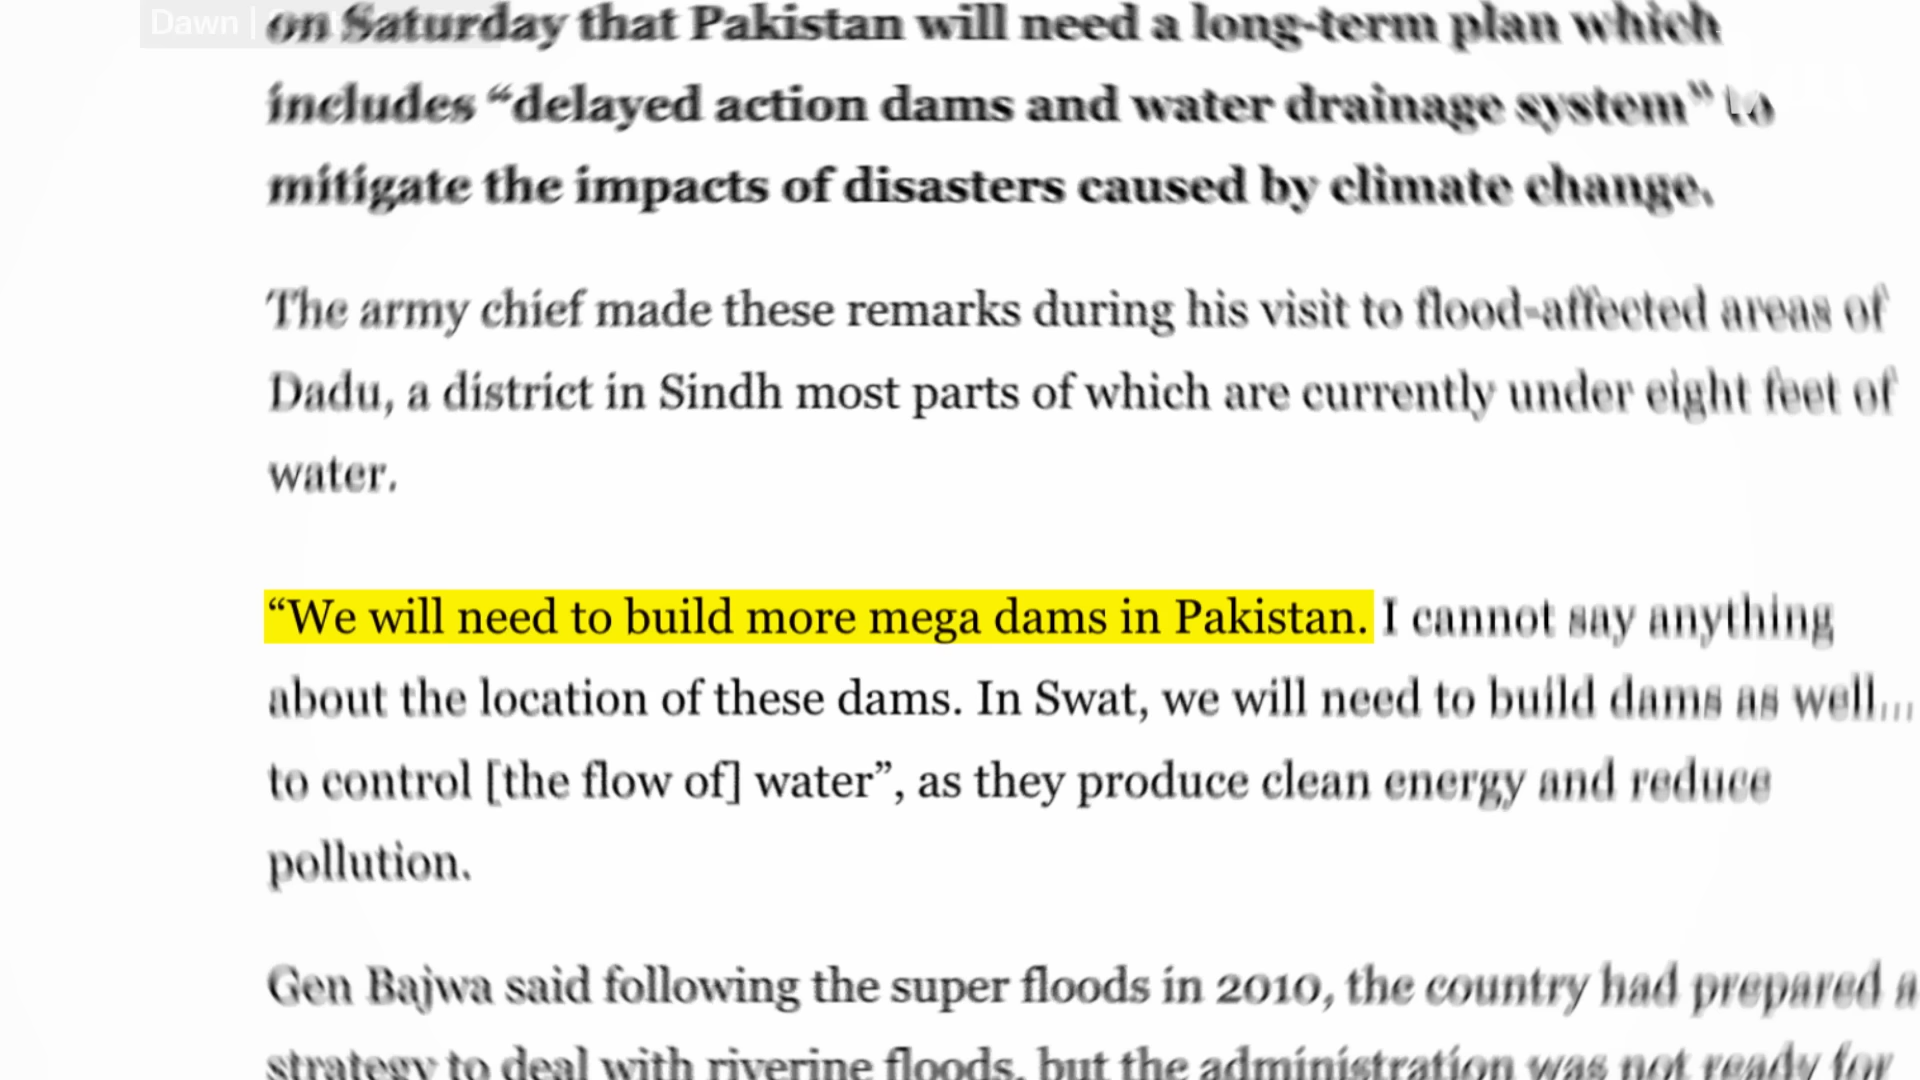 Dawn |
on Saturday that Pakistan will need a long-term plan which
includes “delayed action dams and water drainage system” to
mitigate the impacts of disasters caused by climate change.
The army chief made these remarks during his visit to flood-affected areas of
Dadu, a district in Sindh most parts of which are currently under eight feet of
water.
“We will need to build more mega dams in Pakistan. I cannot say anything
about the location of these dams. In Swat, we will need to build dams as well...
to control [the flow of] water”, as they produce clean energy and reduce
pollution.
Gen Bajwa said following the super floods in 2010, the country had prepared a
strategy to deal with riverine floods, but the administration was not ready for